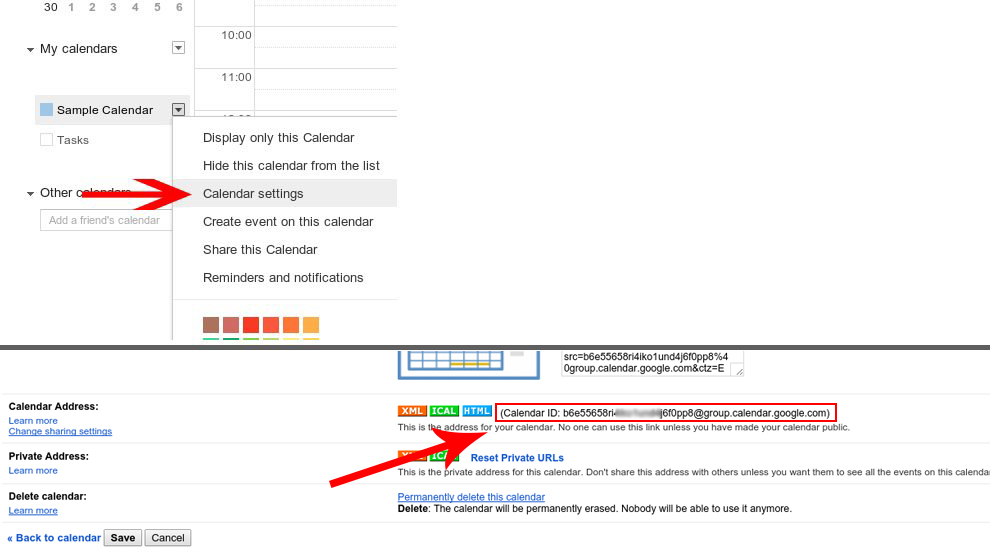 30 1 2 3 4 5 6
My calendars
10:00
11:00
Sample Calendar
Tasks
Display only this Calendar
Hide this calendar from the list
Other calendars
Calendar settings
Add a friend's calendar
Create event on this calendar
Share this Calendar
Reminders and notifications
src=b6e55658ri4iko1und4j6f0pp8%4
0group.calendar.google.com&ctz=E
Calendar Address:
Learn more
Change sharing settings
XML ICAL HTML (Calendar ID: b6e55658ri j6f0pp8@group.calendar.google.com)
This is the address for your calendar. No one can use this link unless you have made your calendar public.
Private Address:
Learn more
XML ICAL Reset Private URLs
This is the private address for this calendar. Don't share this address with others unless you want them to see all the events on this calenda
Delete calendar:
Learn more
Permanently delete this calendar
Delete: The calendar will be permanently erased. Nobody will be able to use it anymore.
« Back to calendar Save Cancel